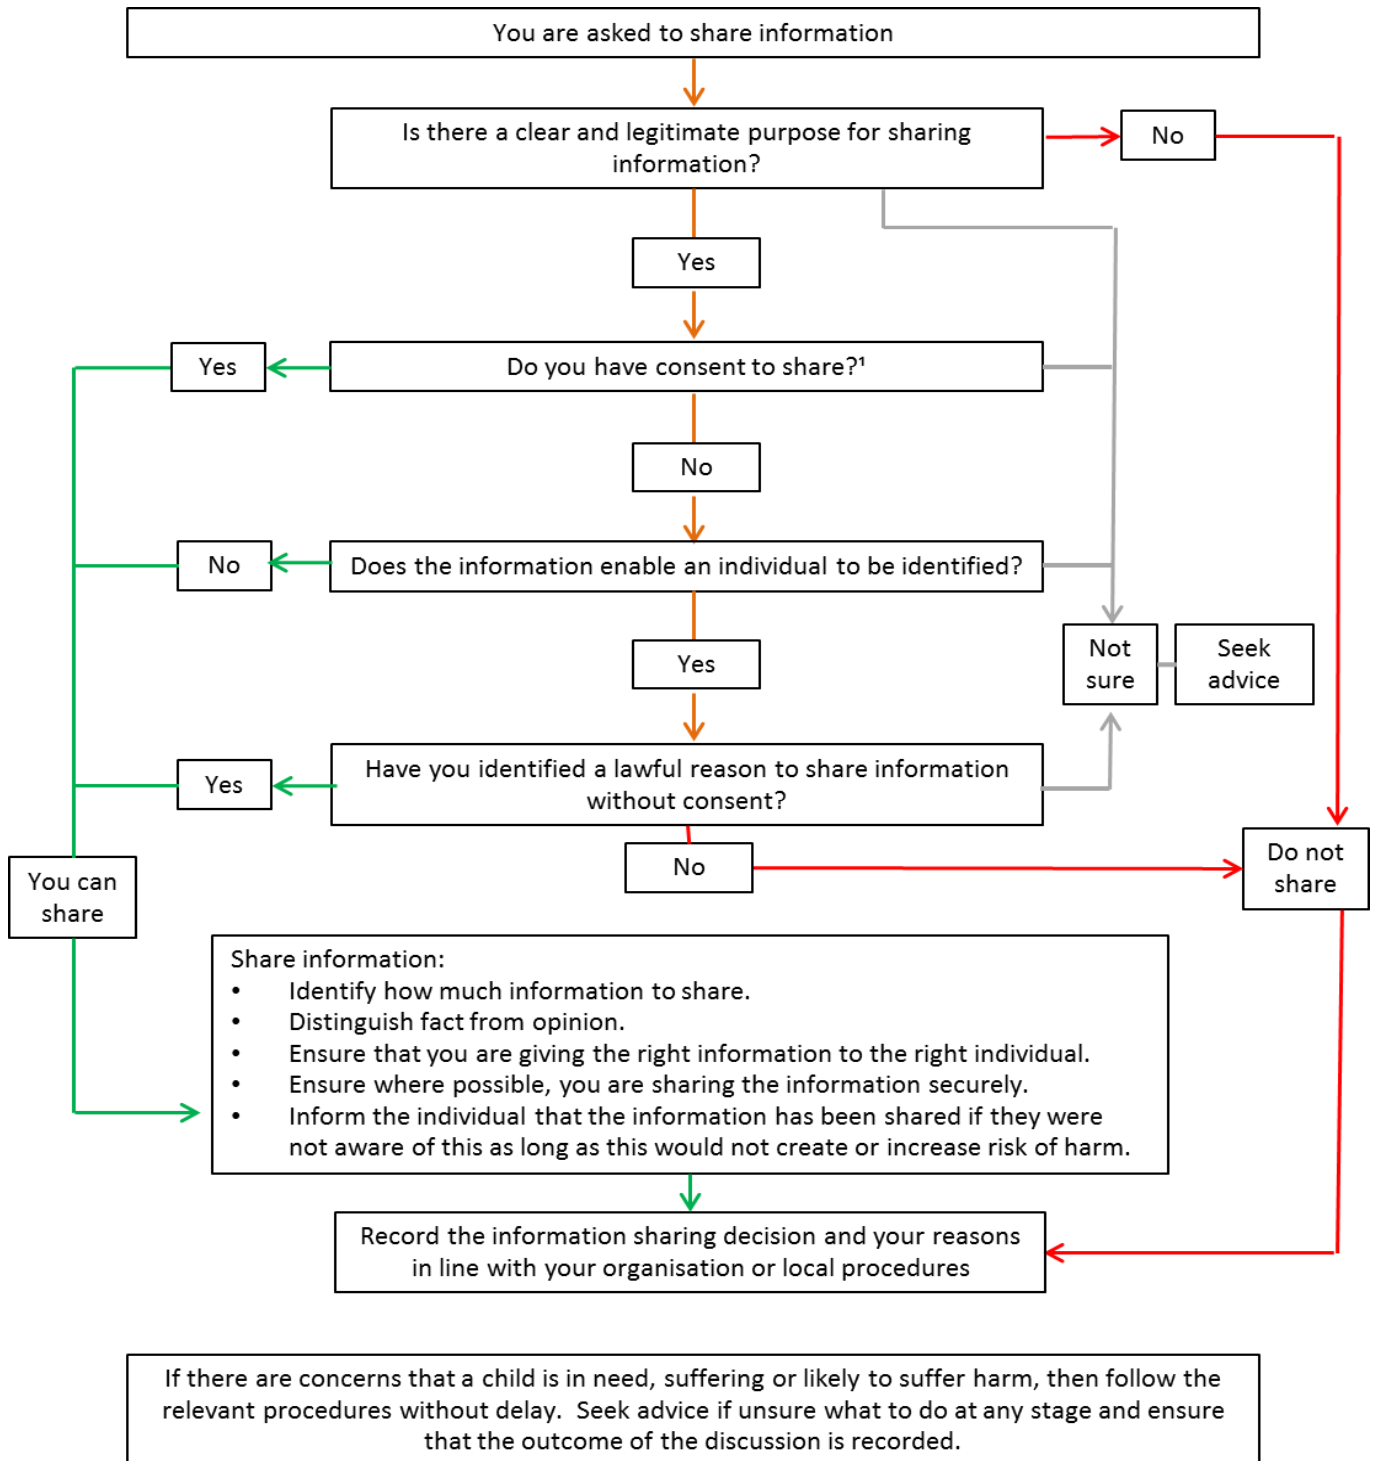 You are asked to share information
Is there a clear and legitimate purpose for sharing
information?
No
Yes
Do you have consent to share?¹
Yes
No
Does the information enable an individual to be identified?
No
Yes
Not
sure
Seek
advice
Have you identified a lawful reason to share information
without consent?
Yes
No
You can
share
Do not
share
Share information:
• Identify how much information to share.
• Distinguish fact from opinion.
• Ensure that you are giving the right information to the right individual.
• Ensure where possible, you are sharing the information securely.
• Inform the individual that the information has been shared if they were
not aware of this as long as this would not create or increase risk of harm.
Record the information sharing decision and your reasons
in line with your organisation or local procedures
If there are concerns that a child is in need, suffering or likely to suffer harm, then follow the
relevant procedures without delay. Seek advice if unsure what to do at any stage and ensure
that the outcome of the discussion is recorded.